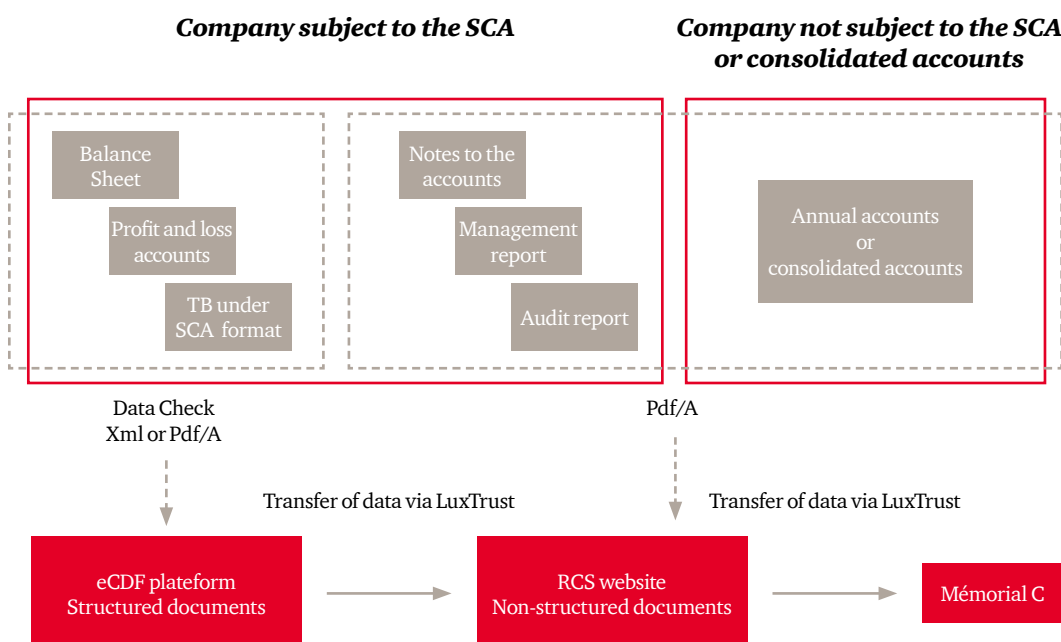 Company subject to the SCA
Company not subject to the SCA
or consolidated accounts
Balance
Sheet
Profit and loss
accounts
TB under
SCA format
Notes to the
accounts
Management
report
Audit report
Annual accounts
or
consolidated accounts
Data Check
Xml or Pdf/A
Pdf/A
Transfer of data via LuxTrust
Transfer of data via LuxTrust
eCDF plateform
Structured documents
RCS website
Non-structured documents
Mémorial C